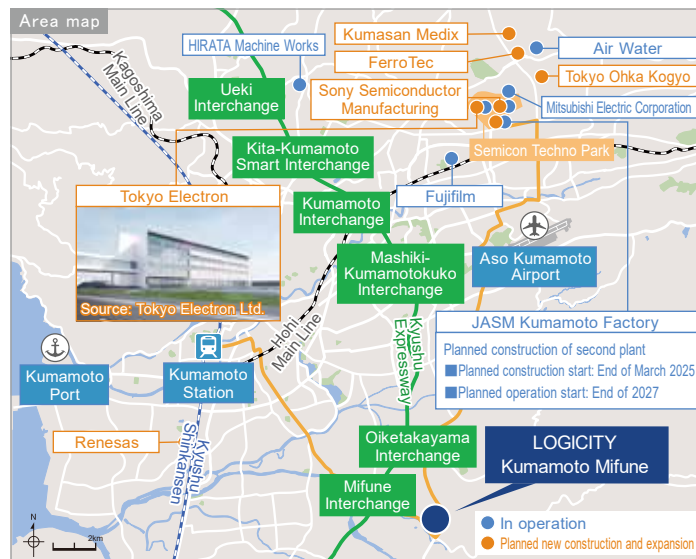 Area map
Kagoshima
Main Line
HIRATA Machine Works
Kumasan Medix
Air Water
FerroTec
Tokyo Ohka Kogyo
Ueki
Interchange
Sony Semiconductor
Manufacturing
Mitsubishi Electric Corporation
Kita-Kumamoto
Smart Interchange
Semicon Techno Park
Tokyo Electron
Source: Tokyo Electron Ltd.
Kumamoto
Interchange
Fujifilm
Mashiki-
Kumamotokuko
Interchange
Aso Kumamoto
Airport
Hohi
Main Line
Kyushu
Expressway
JASM Kumamoto Factory
Planned construction of second plant
■Planned construction start: End of March 2025
■Planned operation start: End of 2027
Kumamoto
Port
Kumamoto
Station
Renesas
Kyushu
Shinkansen
Oiketakayama
Interchange
LOGICITY
Kumamoto Mifune
Mifune
Interchange
N
2km
In operation
Planned new construction and expansion